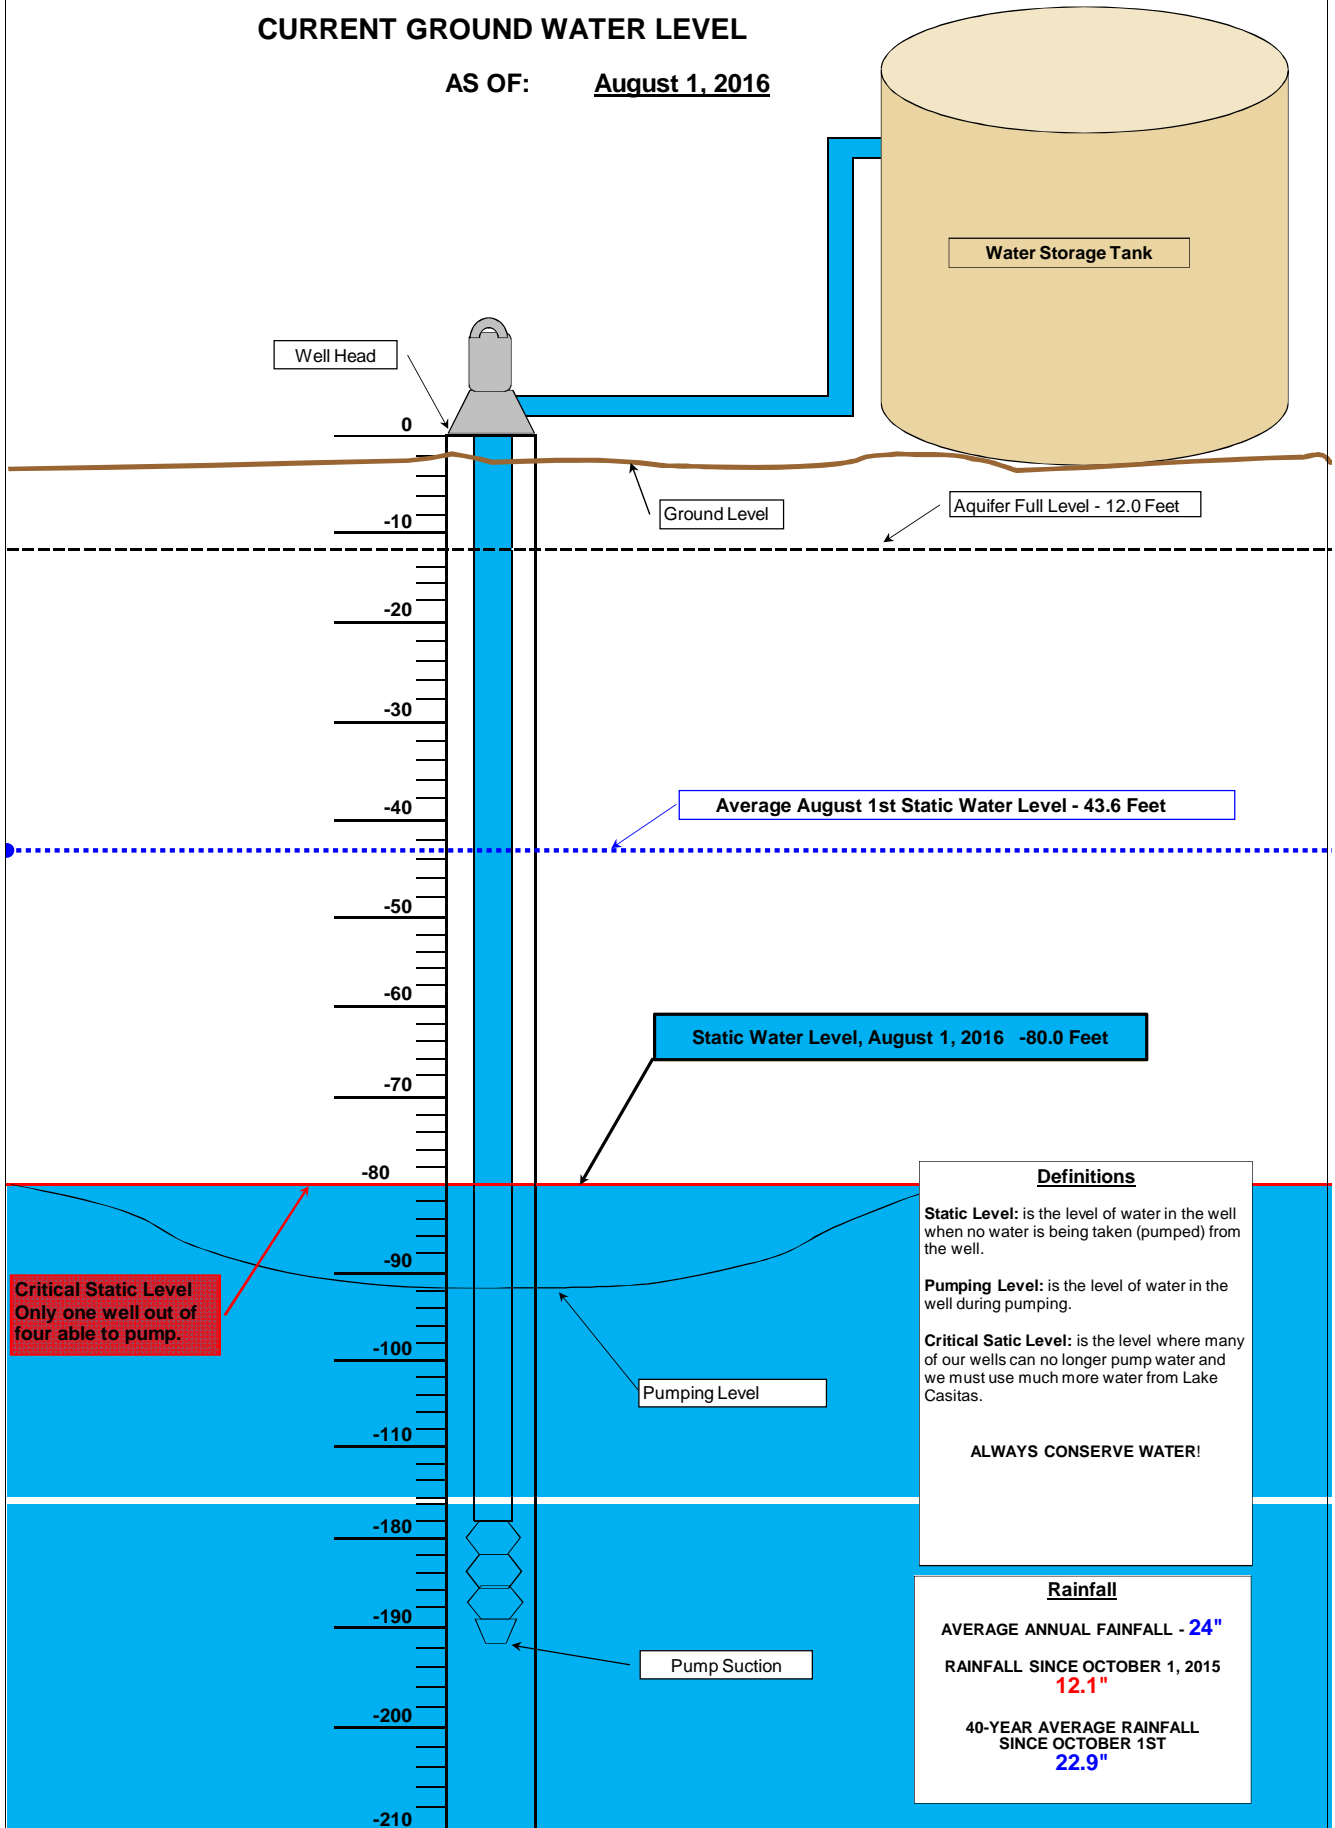 CURRENT GROUND WATER LEVEL
AS OF: August 1, 2016
Water Storage Tank
Well Head
0
Ground Level
Aquifer Full Level - 12.0 Feet
-10
-20
-30
-40
Average August 1st Static Water Level - 43.6 Feet
-50
-60
Static Water Level, August 1, 2016 -80.0 Feet
-70
-80
Critical Static Level
Only one well out of
four able to pump.
-90
-100
Pumping Level
-110
-180
-190
Pump Suction
-200
-210
Definitions
Static Level: is the level of water in the well
when no water is being taken (pumped) from
the well.
Pumping Level: is the level of water in the
well during pumping.
Critical Satic Level: is the level where many
of our wells can no longer pump water and
we must use much more water from Lake
Casitas.
ALWAYS CONSERVE WATER!
Rainfall
AVERAGE ANNUAL FAINFALL - 24"
RAINFALL SINCE OCTOBER 1, 2015
12.1"
40-YEAR AVERAGE RAINFALL
SINCE OCTOBER 1ST
22.9"